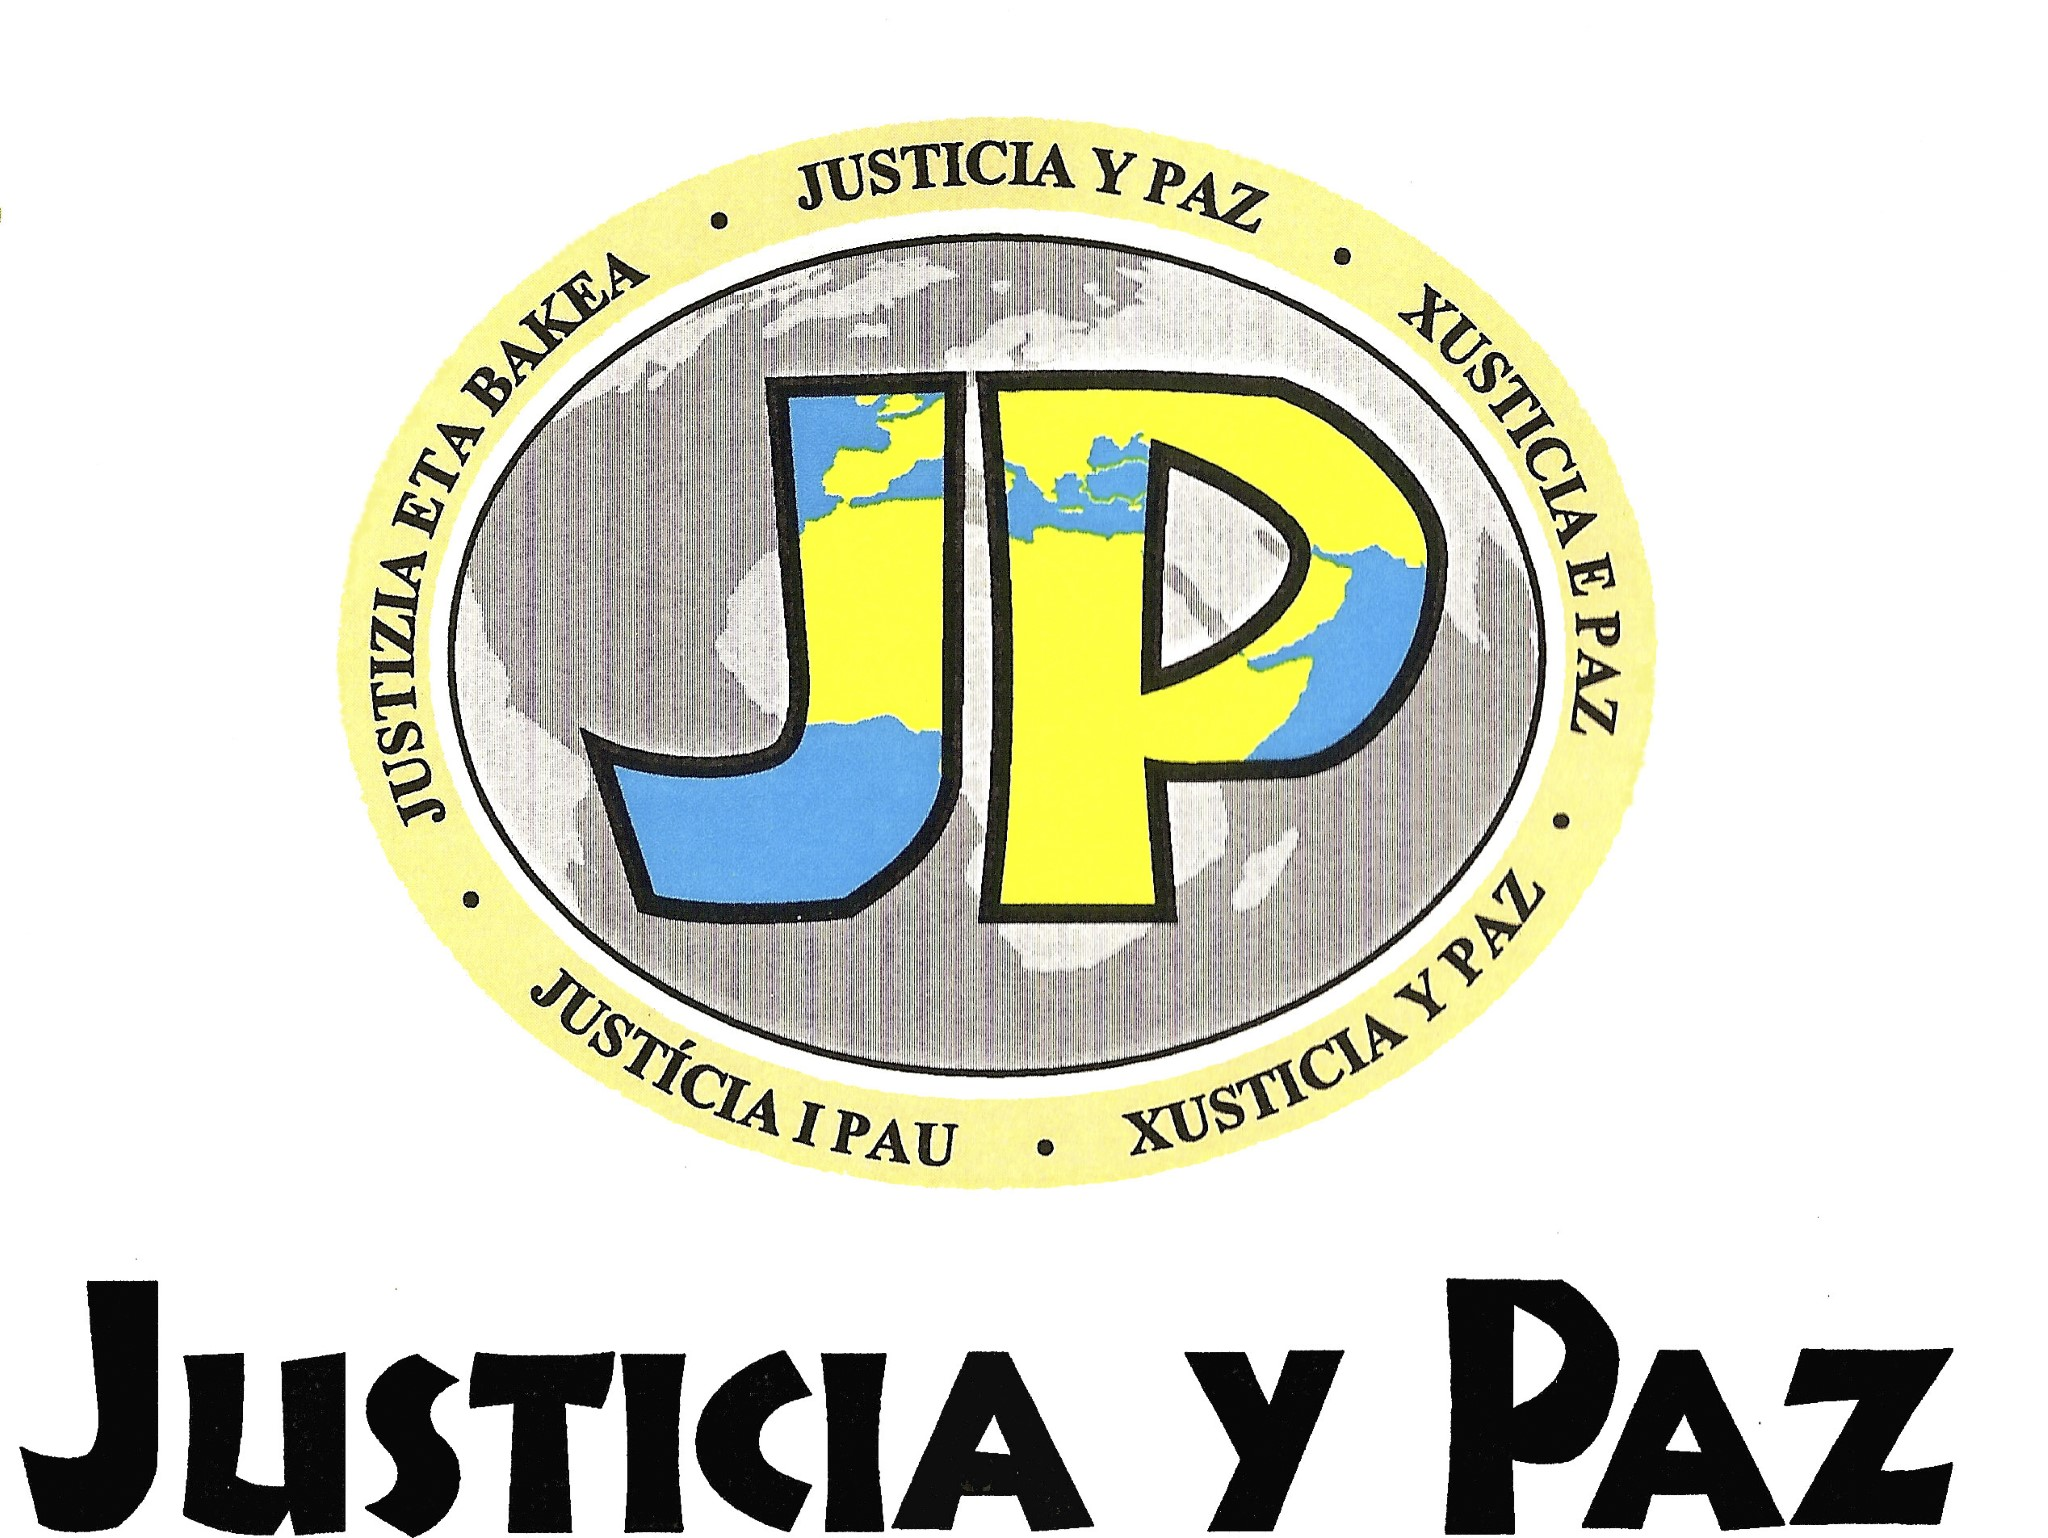 JUSTICIA Y PAZ
XUSTICIA E PAZ
XUSTICIA Y PAZ
JUSTÍCIA I PAU
JUSTIZIA ETA BAKEA
JP
JUSTICIA Y PAZ